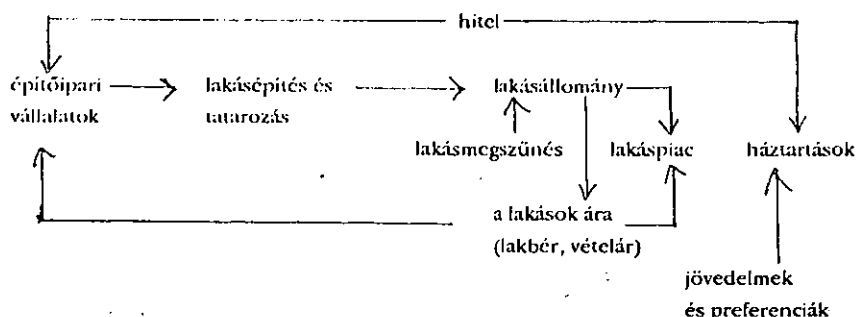 hitel
építőipari
vállalatok
lakásépítés és
tatarozás
lakásállomány
lakásmegszűnés
lakáspiac
háztartások
a lakások ára
(lakbér, vételár)
jövedelmek
és preferenciák